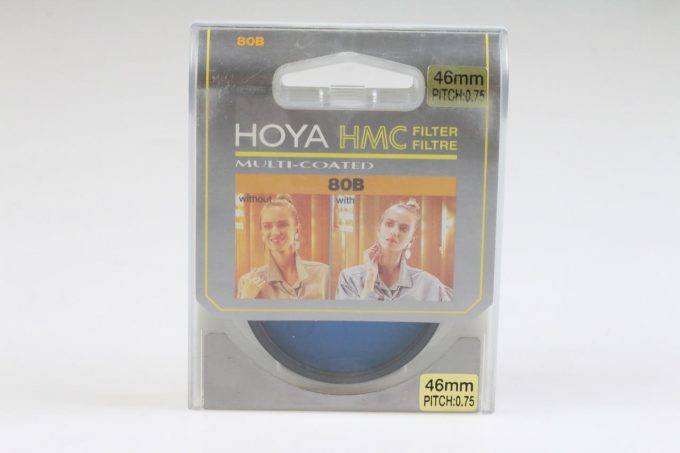 80B
46mm
PITCH:0.75
HOYA HMC FILTER
FILTRE
MULTI-COATED
80B
without with
46mm
PITCH:0.75